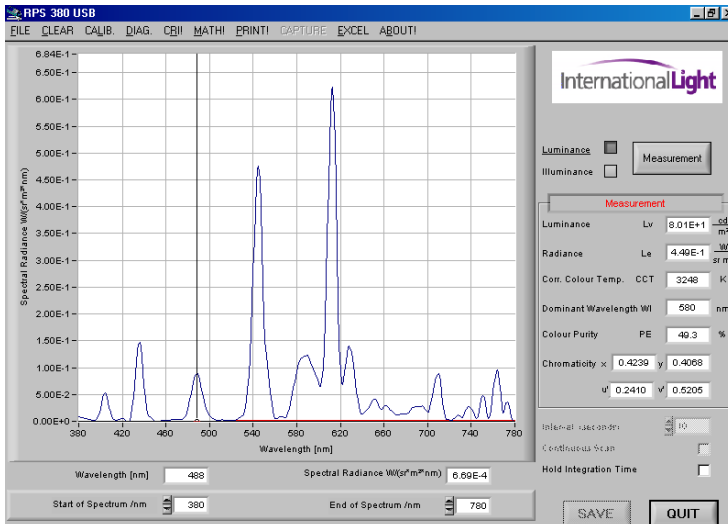 RPS 380 USB
FILE CLEAR CALIB. DIAG. CRI! MATH! PRINT! CAPTURE EXCEL ABOUT!
6.84E-1
6.50E-1
6.00E-1
5.50E-1
5.00E-1
4.50E-1
4.00E-1
3.50E-1
3.00E-1
2.50E-1
2.00E-1
1.50E-1
1.00E-1
5.00E-2
0.00E+0
Spectral Radiance W/(sr*m²*nm)
380 420 460 500 540 580 620 660 700 740 780
Wavelength [nm]
Wavelength [nm] 488 Spectral Radiance W/(sr*m²*nm) 6.69E-4
Start of Spectrum /nm 380 End of Spectrum /nm 780
InternationalLight
Luminance
Illuminance
Measurement
Measurement
Luminance Lv 8.01E+1 cd
m²
Radiance Le 4.49E-1 W
sr m
Corr. Colour Temp. CCT 3248 K
Dominant Wavelength Wl 580 nm
Colour Purity PE 49.3 %
Chromaticity x 0.4239 y 0.4068
u' 0.2410 v' 0.5205
Interval 10
Continuous Scan
Hold Integration Time
SAVE QUIT